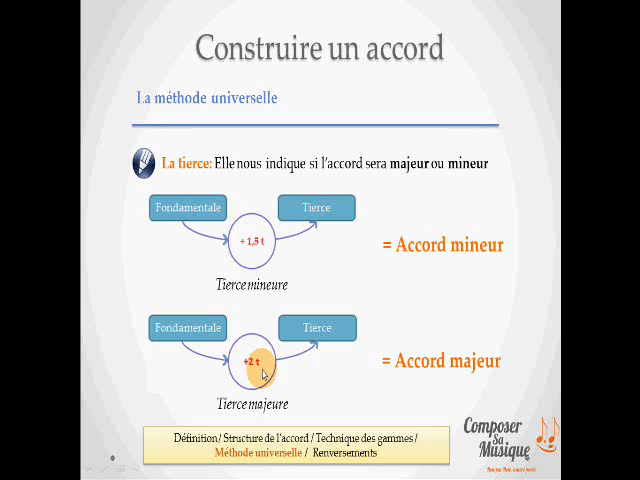 Construire un accord
La méthode universelle
La tierce: Elle nous indique si l'accord sera majeur ou mineur
Fondamentale
Tierce
+ 1,5 t
= Accord mineur
Tierce mineure
Fondamentale
Tierce
+2 t
= Accord majeur
Tierce majeure
Définition / Structure de l'accord / Technique des gammes /
Méthode universelle / Renversements
Composer
Sa
Musique